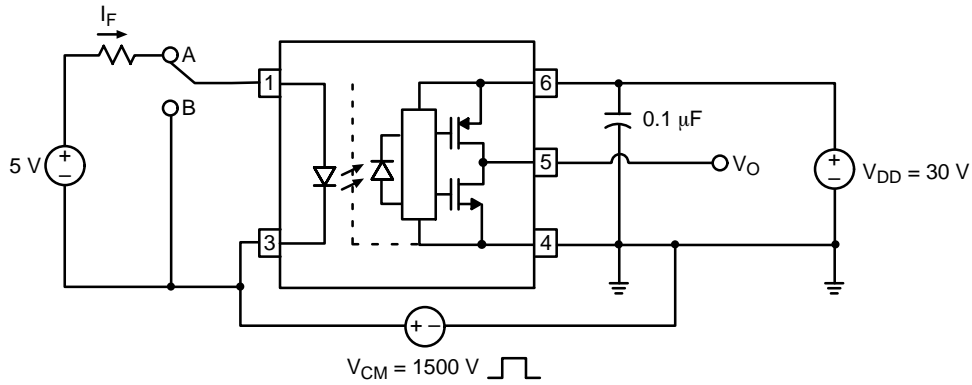 I_F
A
1
6
B
0.1 μF
5 V
+
−
5
V_O
+
−
V_DD = 30 V
3
4
+ −
V_CM = 1500 V